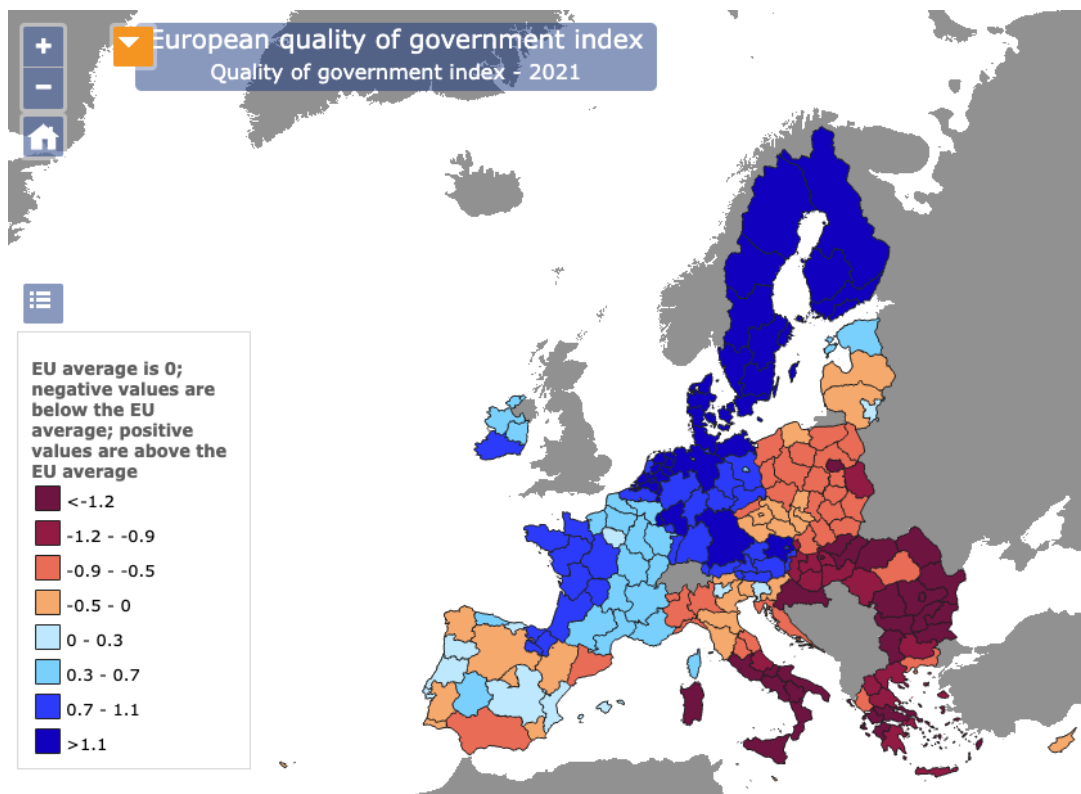 +
European quality of government index
Quality of government index - 2021
−
EU average is 0;
negative values are
below the EU
average; positive
values are above the
EU average
<-1.2
-1.2 - -0.9
-0.9 - -0.5
-0.5 - 0
0 - 0.3
0.3 - 0.7
0.7 - 1.1
>1.1